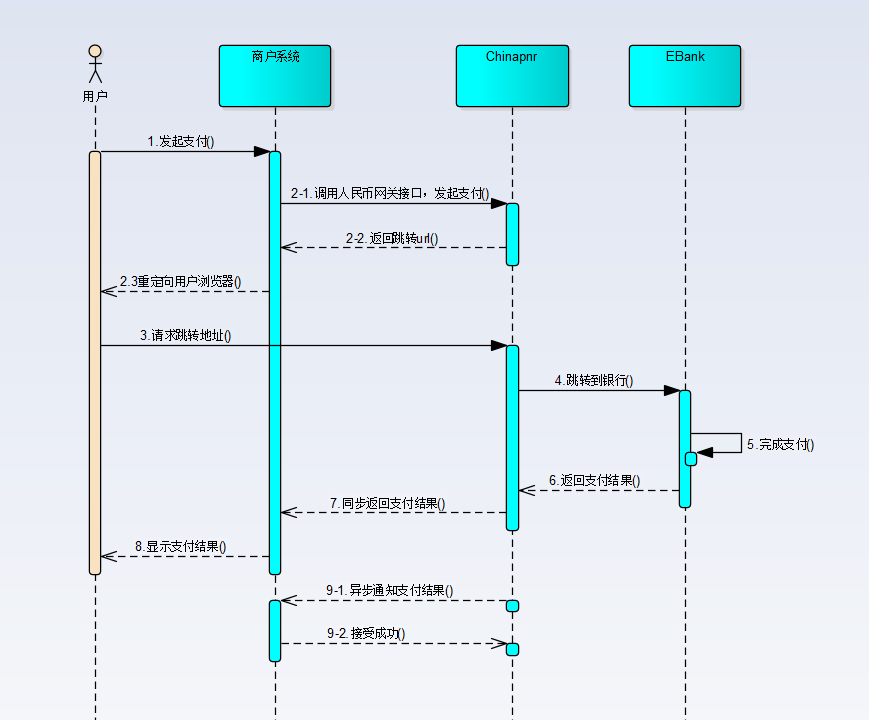 商户系统
Chinapnr
EBank
用户
1.发起支付()
2-1.调用人民币网关接口，发起支付()
2-2.返回跳转url()
2.3重定向用户浏览器()
3.请求跳转地址()
4.跳转到银行()
5.完成支付()
6.返回支付结果()
7.同步返回支付结果()
8.显示支付结果()
9-1.异步通知支付结果()
9-2.接受成功()